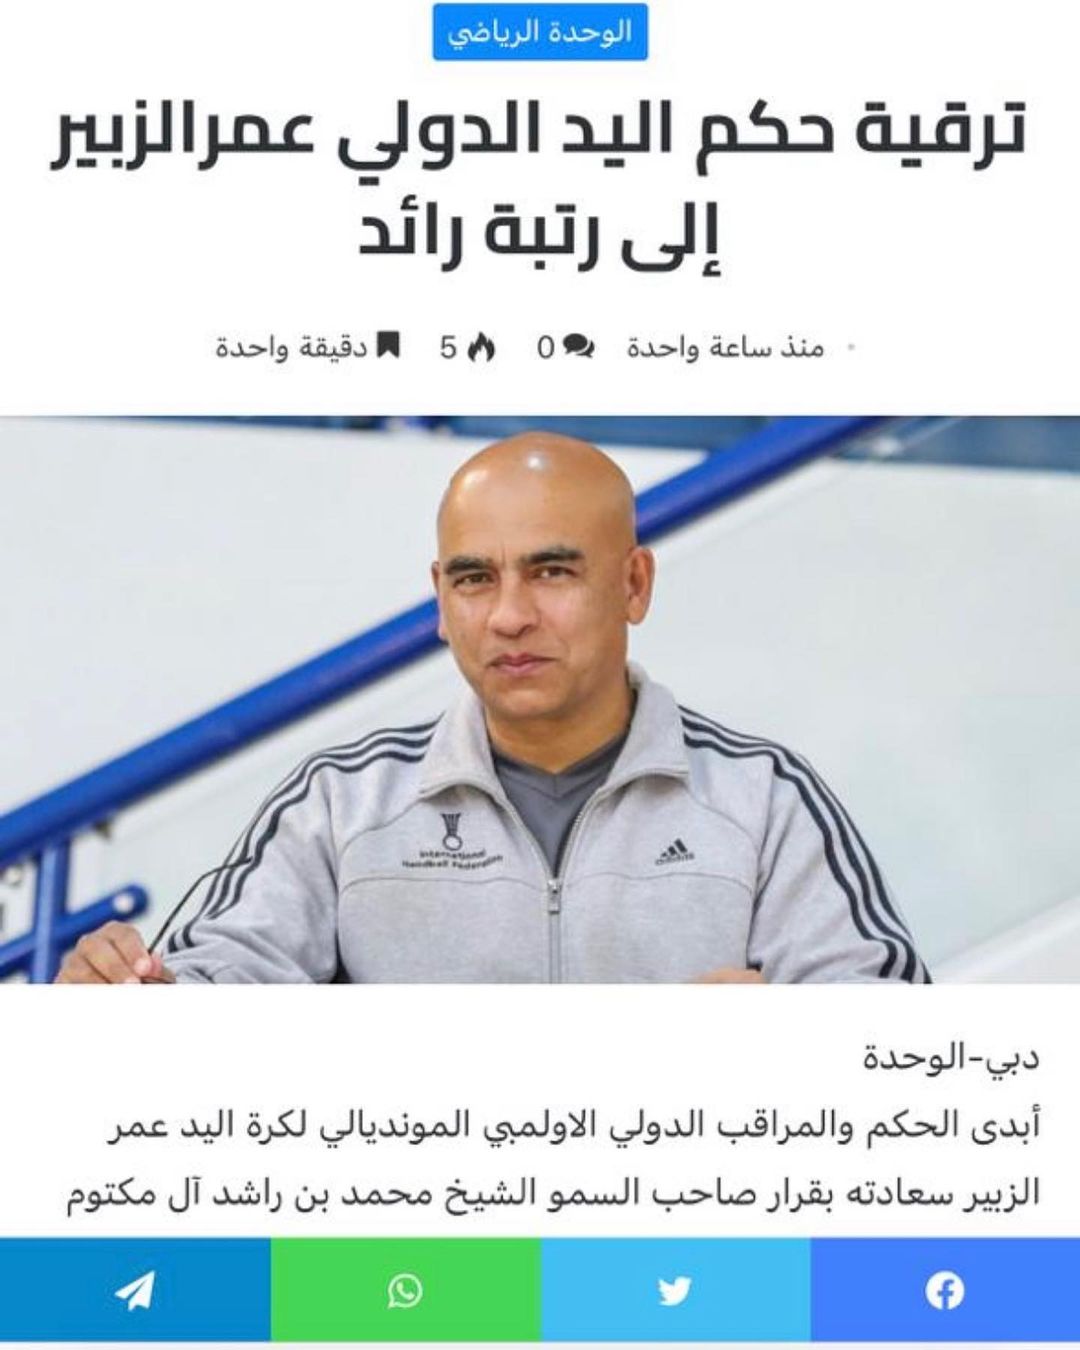 الوحدة الرياضي
ترقية حكم اليد الدولي عمرالزبير
إلى رتبة رائد
منذ ساعة واحدة 0 5 دقيقة واحدة
International
Handball Federation
adidas
دبي-الوحدة
أبدى الحكم والمراقب الدولي الاولمبي المونديالي لكرة اليد عمر
الزبير سعادته بقرار صاحب السمو الشيخ محمد بن راشد آل مكتوم